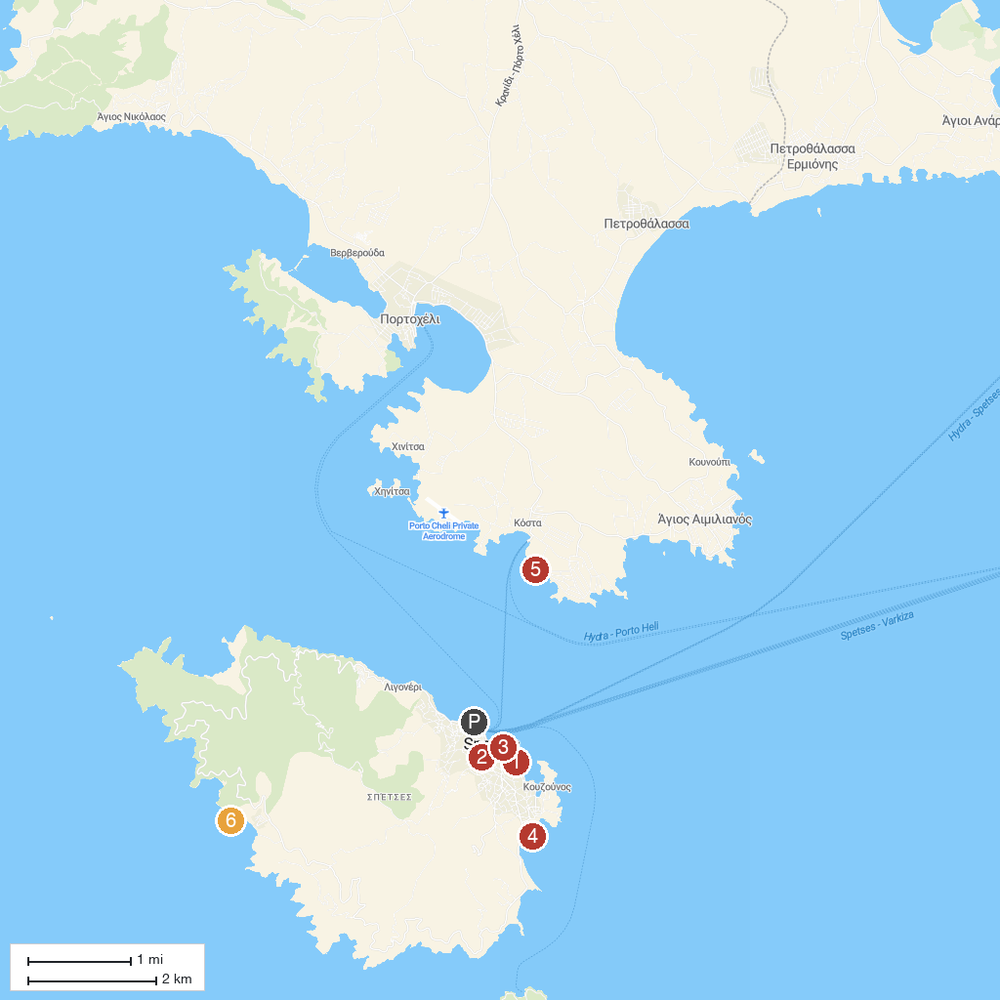 Κρανίδι - Πόρτο Χέλι
Άγιος Νικόλαος
Άγιοι Ανάρ
Πετροθάλασσα
Ερμιόνης
Πετροθάλασσα
Βερβερούδα
Πορτοχέλι
Hydra - Spetses
Χινίτσα
Κουνούπι
Χηνίτσα
Κόστα
Άγιος Αιμιλιανός
Porto Cheli Private
Aerodrome
5
Hydra - Porto Heli
Spetses - Varkiza
Λιγονέρι
P
3
2
1
Κουζούνος
ΣΠΕΤΣΕΣ
6
4
1 mi
2 km